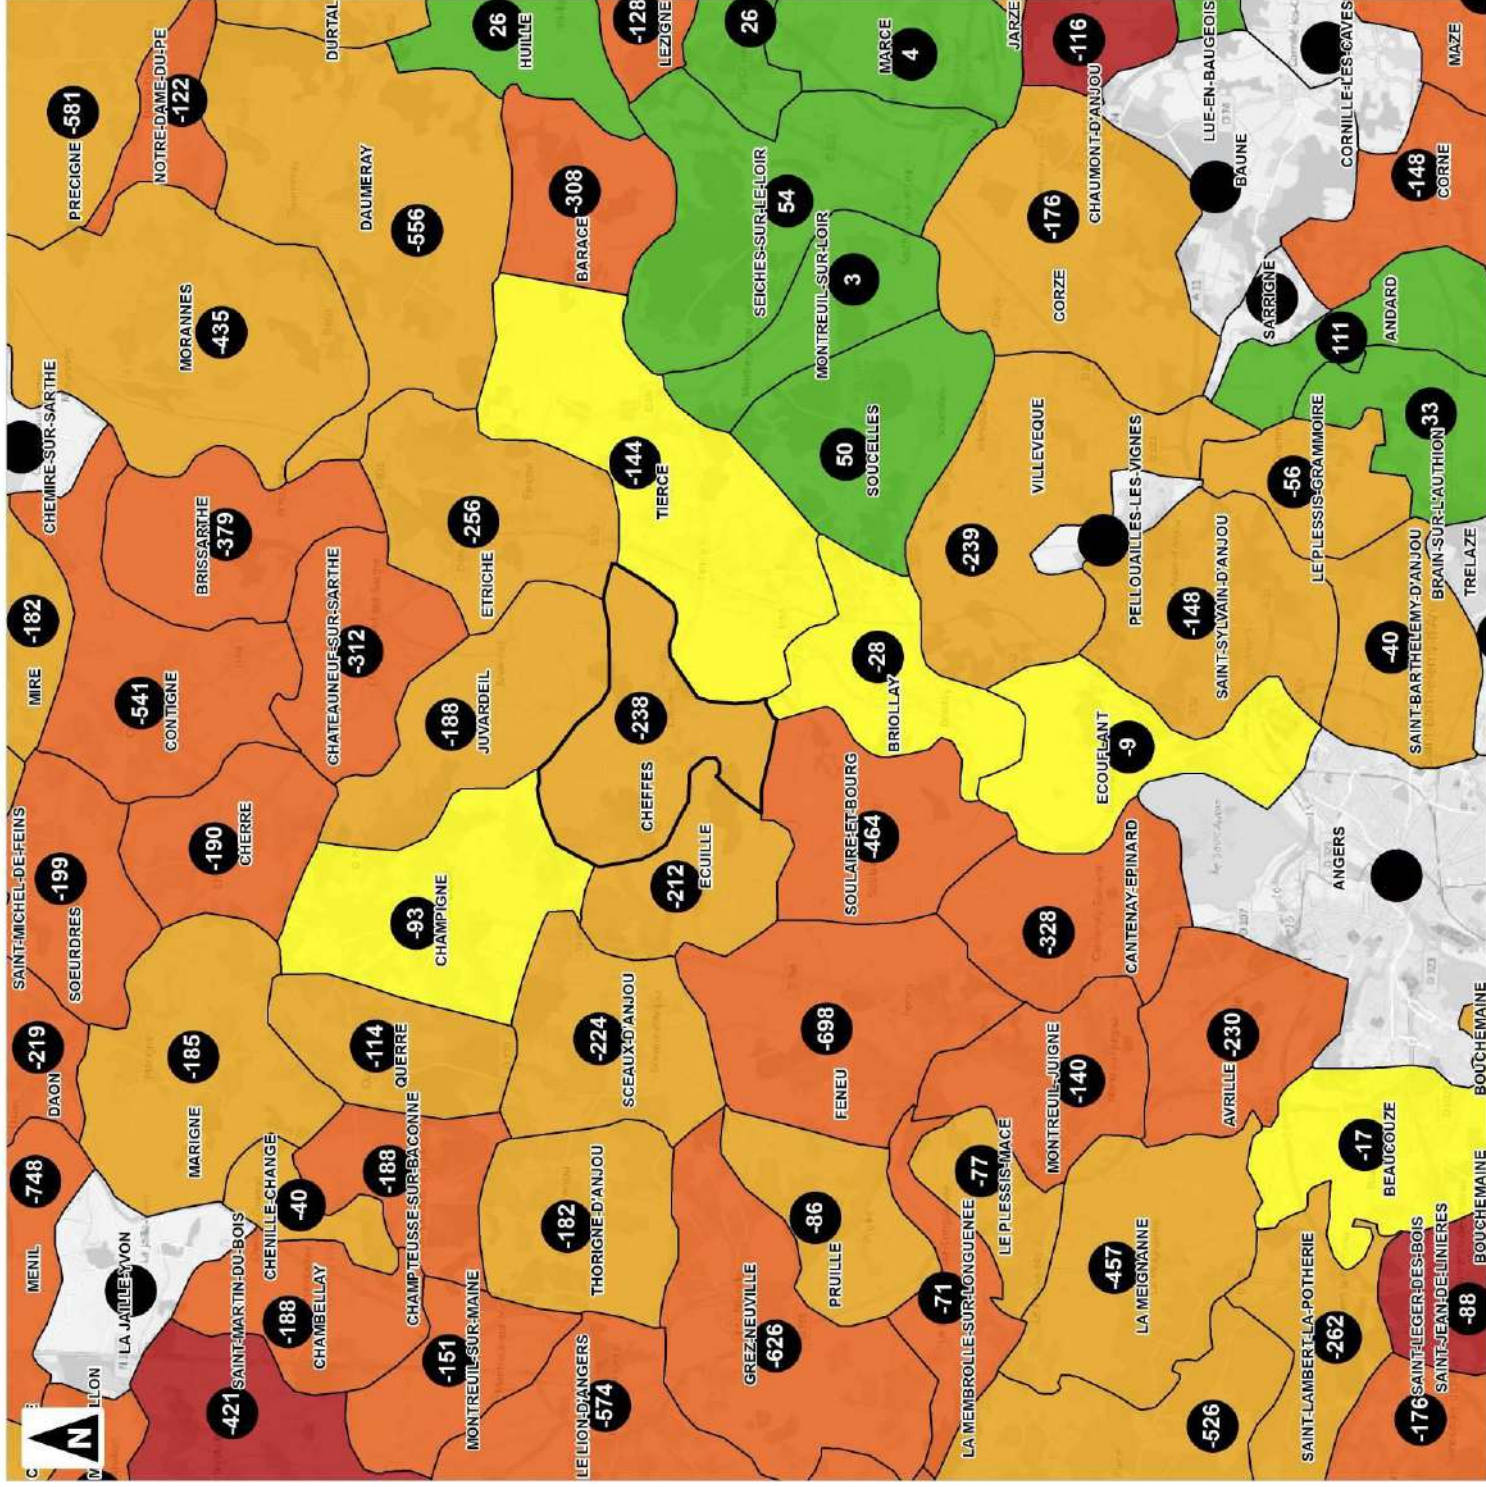 N
LLON
MENIL
-748
DAON
-219
SAINT-MICHEL-DE-FEINS
-199
SOEURDRES
MIRE
-182
CHEMIRE-SUR-SARTHE
PRECIGNE
-581
LA JAILLE-YVON
NOTRE-DAME-DU-PE
-122
-541
CONTIGNE
MARIGNE
-185
-421
SAINT-MARTIN-DU-BOIS
-190
CHERRE
BRISSARTHE
-379
MORANNES
-435
CHENILLE-CHANGE
-40
-188
CHAMBELLAY
CHATEAUNEUF-SUR-SARTHE
-312
DURTAL
DAUMERAY
-556
-114
QUERRE
-188
CHAMPTEUSSE-SUR-BACONNE
-93
CHAMPIGNE
-151
MONTREUIL-SUR-MAINE
-188
JUVARDEIL
-256
ETRICHE
26
HUILLE
-182
THORIGNE-D'ANJOU
LE LION-D'ANGERS
-574
-224
SCEAUX-D'ANJOU
-308
BARACE
-238
CHEFFES
-144
TIERCE
-128
LEZIGNE
-212
ECUILLE
GREZ-NEUVILLE
-626
26
SEICHES-SUR-LE-LOIR
54
-86
PRUILLE
-698
FENEU
SOULAIRE-ET-BOURG
-464
MONTREUIL-SUR-LOIR
3
50
SOUCELLES
-28
BRIOLLAY
MARCE
4
-71
LA MEMBROLLE-SUR-LONGUENEE
-77
LE PLESSIS-MACE
-239
VILLEVEQUE
JARZE
-116
CHAUMONT-D'ANJOU
-176
CORZE
-328
CANTENAY-EPINARD
MONTREUIL-JUIGNE
-140
ECOUFLANT
-9
-457
LA MEIGNANNE
PELLOUAILLES-LES-VIGNES
-148
SAINT-SYLVAIN-D'ANJOU
LUE-EN-BAUGEOIS
BAUNE
-526
AVRILLE
-230
SARRIGNE
-56
LE PLESSIS-GRAMMOIRE
CORNILLE-LES-CAVES
SAINT-LAMBERT-LA-POTHERIE
-262
ANGERS
111
ANDARD
-17
BEAUCOUZE
-40
SAINT-BARTHELEMY-D'ANJOU
-176
SAINT-LEGER-DES-BOIS
SAINT-JEAN-DE-LINIERES
-88
BRAIN-SUR-L'AUTHION
33
-148
CORNE
MAZE
TRELAZE
BOUCHEMAINE
BOUCHEMAINE